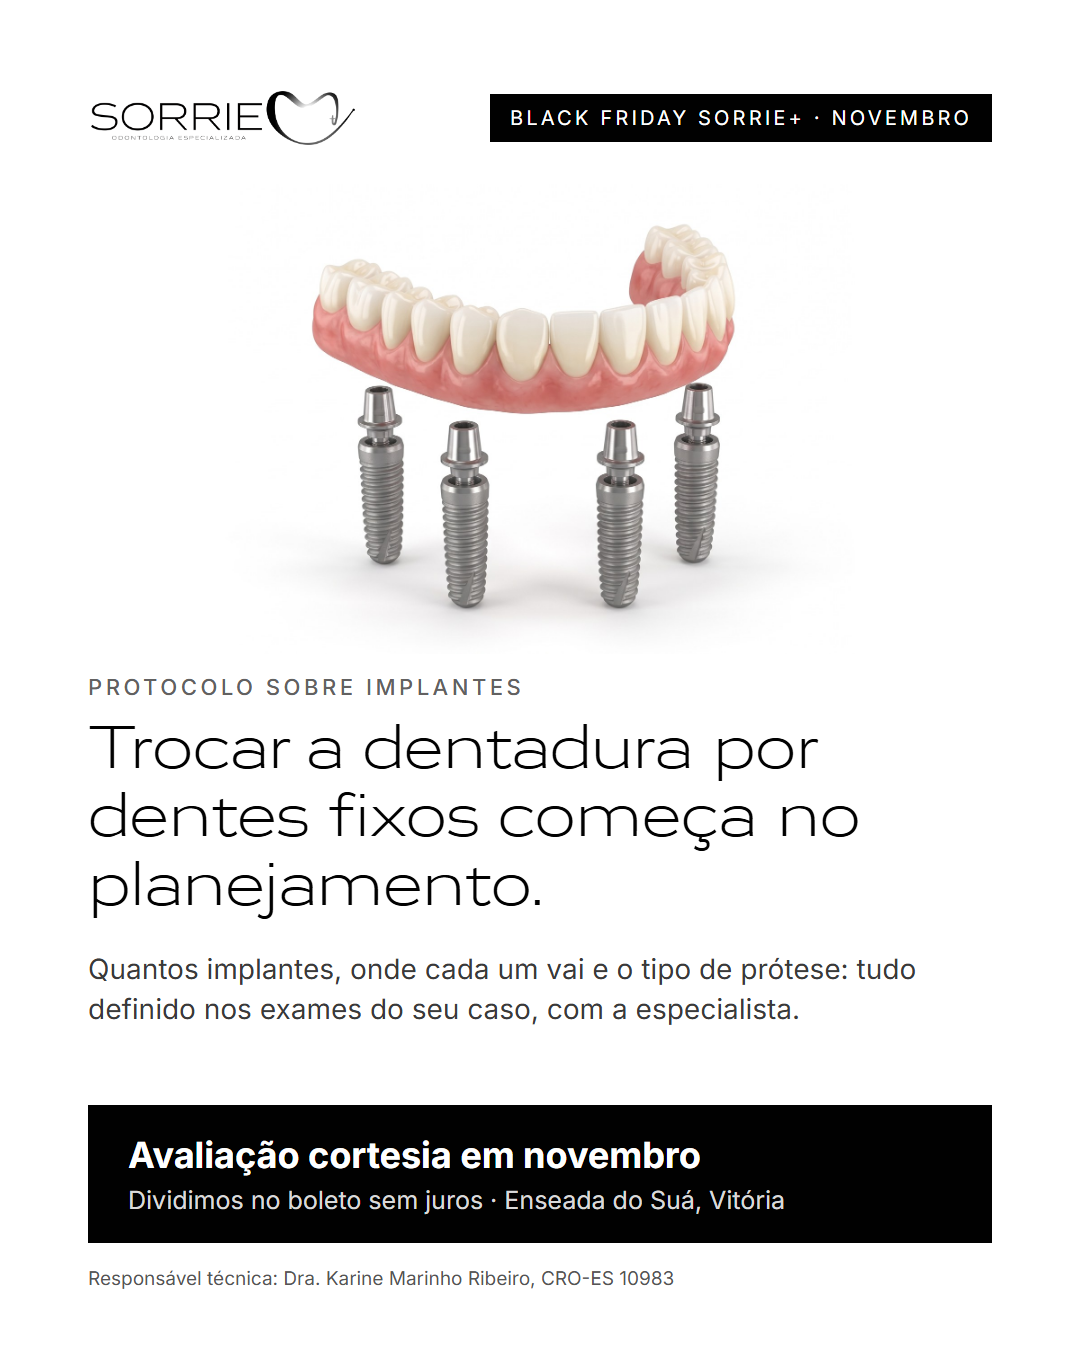 SORRIE
ODONTOLOGIA ESPECIALIZADA
BLACK FRIDAY SORRIE+ · NOVEMBRO
PROTOCOLO SOBRE IMPLANTES
Trocar a dentadura por
dentes fixos começa no
planejamento.
Quantos implantes, onde cada um vai e o tipo de prótese: tudo
definido nos exames do seu caso, com a especialista.
Avaliação cortesia em novembro
Dividimos no boleto sem juros · Enseada do Suá, Vitória
Responsável técnica: Dra. Karine Marinho Ribeiro, CRO-ES 10983